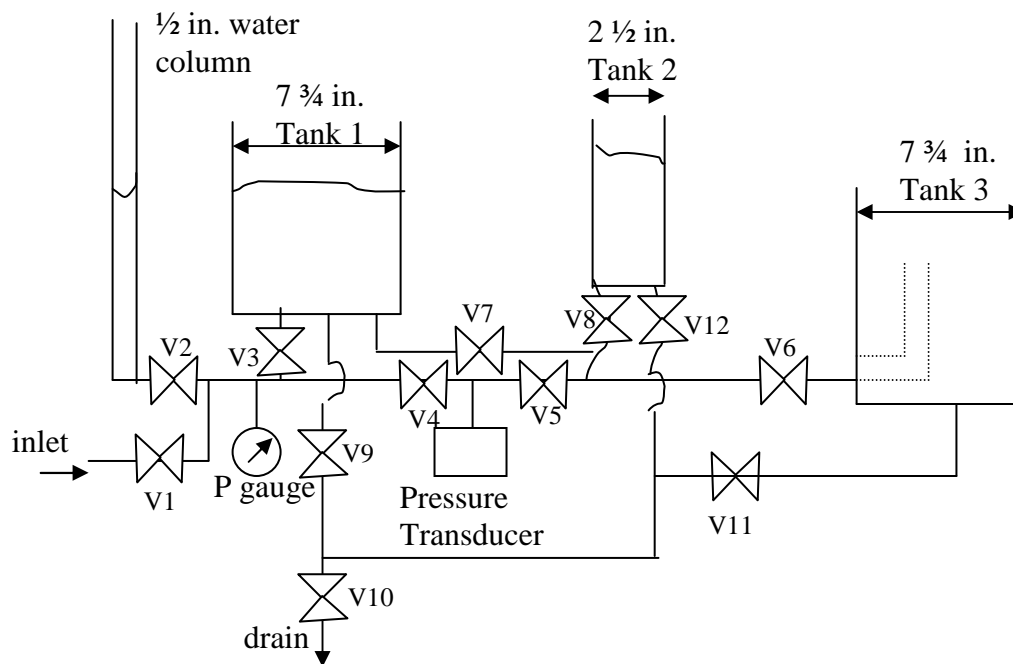 ½ in. water
column
7 ¾ in.
Tank 1
2 ½ in.
Tank 2
7 ¾ in.
Tank 3
V2
V3
V7
V8
V12
V6
V4
V5
inlet
V1
P gauge
V9
Pressure
Transducer
V11
V10
drain